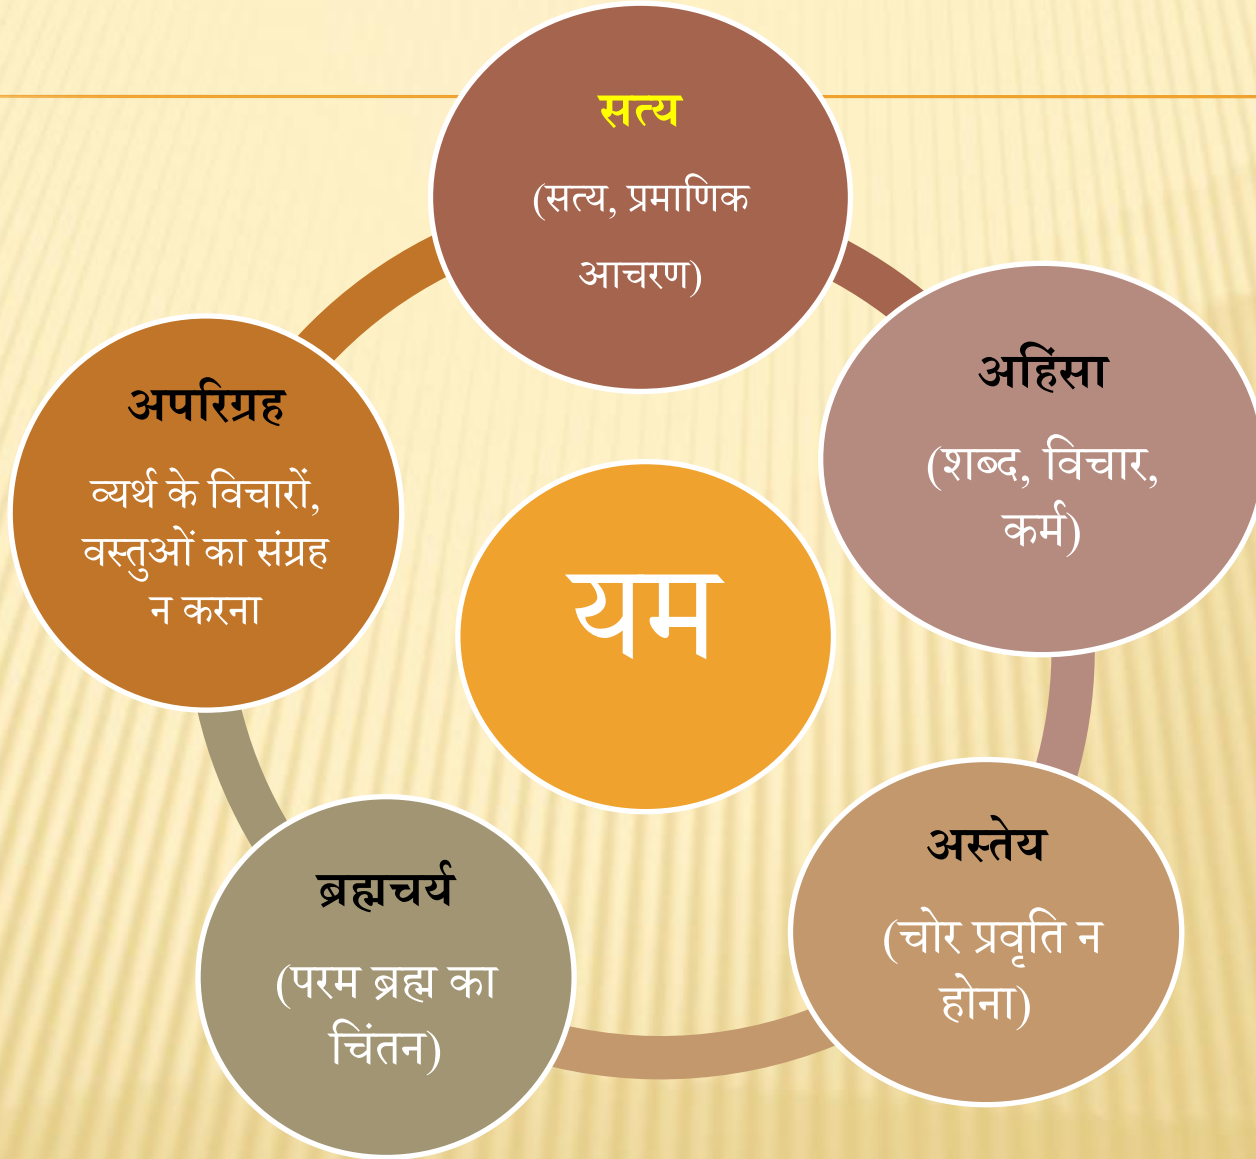 सत्य
(सत्य, प्रमाणिक
आचरण)
अहिंसा
(शब्द, विचार,
कर्म)
अस्तेय
(चोर प्रवृति न
होना)
ब्रह्मचर्य
(परम ब्रह्म का
चिंतन)
अपरिग्रह
व्यर्थ के विचारों,
वस्तुओं का संग्रह
न करना
यम